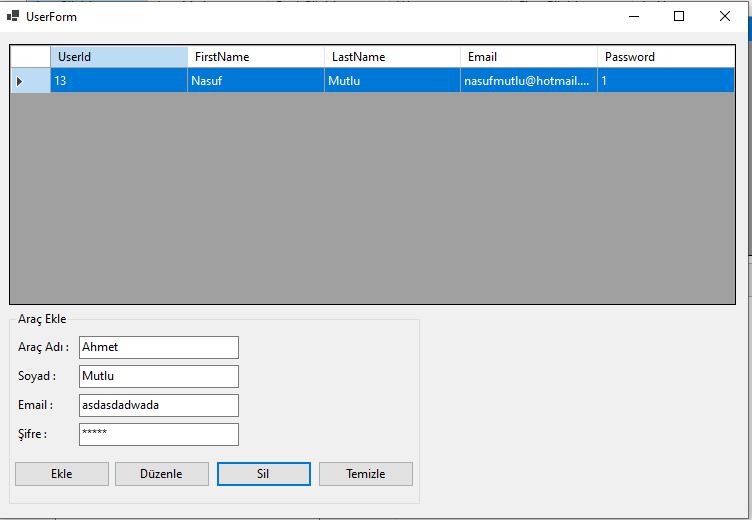 UserForm
UserId FirstName LastName Email Password
13 Nasuf Mutlu nasufmutlu@hotmail.... 1
Araç Ekle
Araç Adı : Ahmet
Soyad : Mutlu
Email : asdasdadwada
Şifre : *****
Ekle Düzenle Sil Temizle